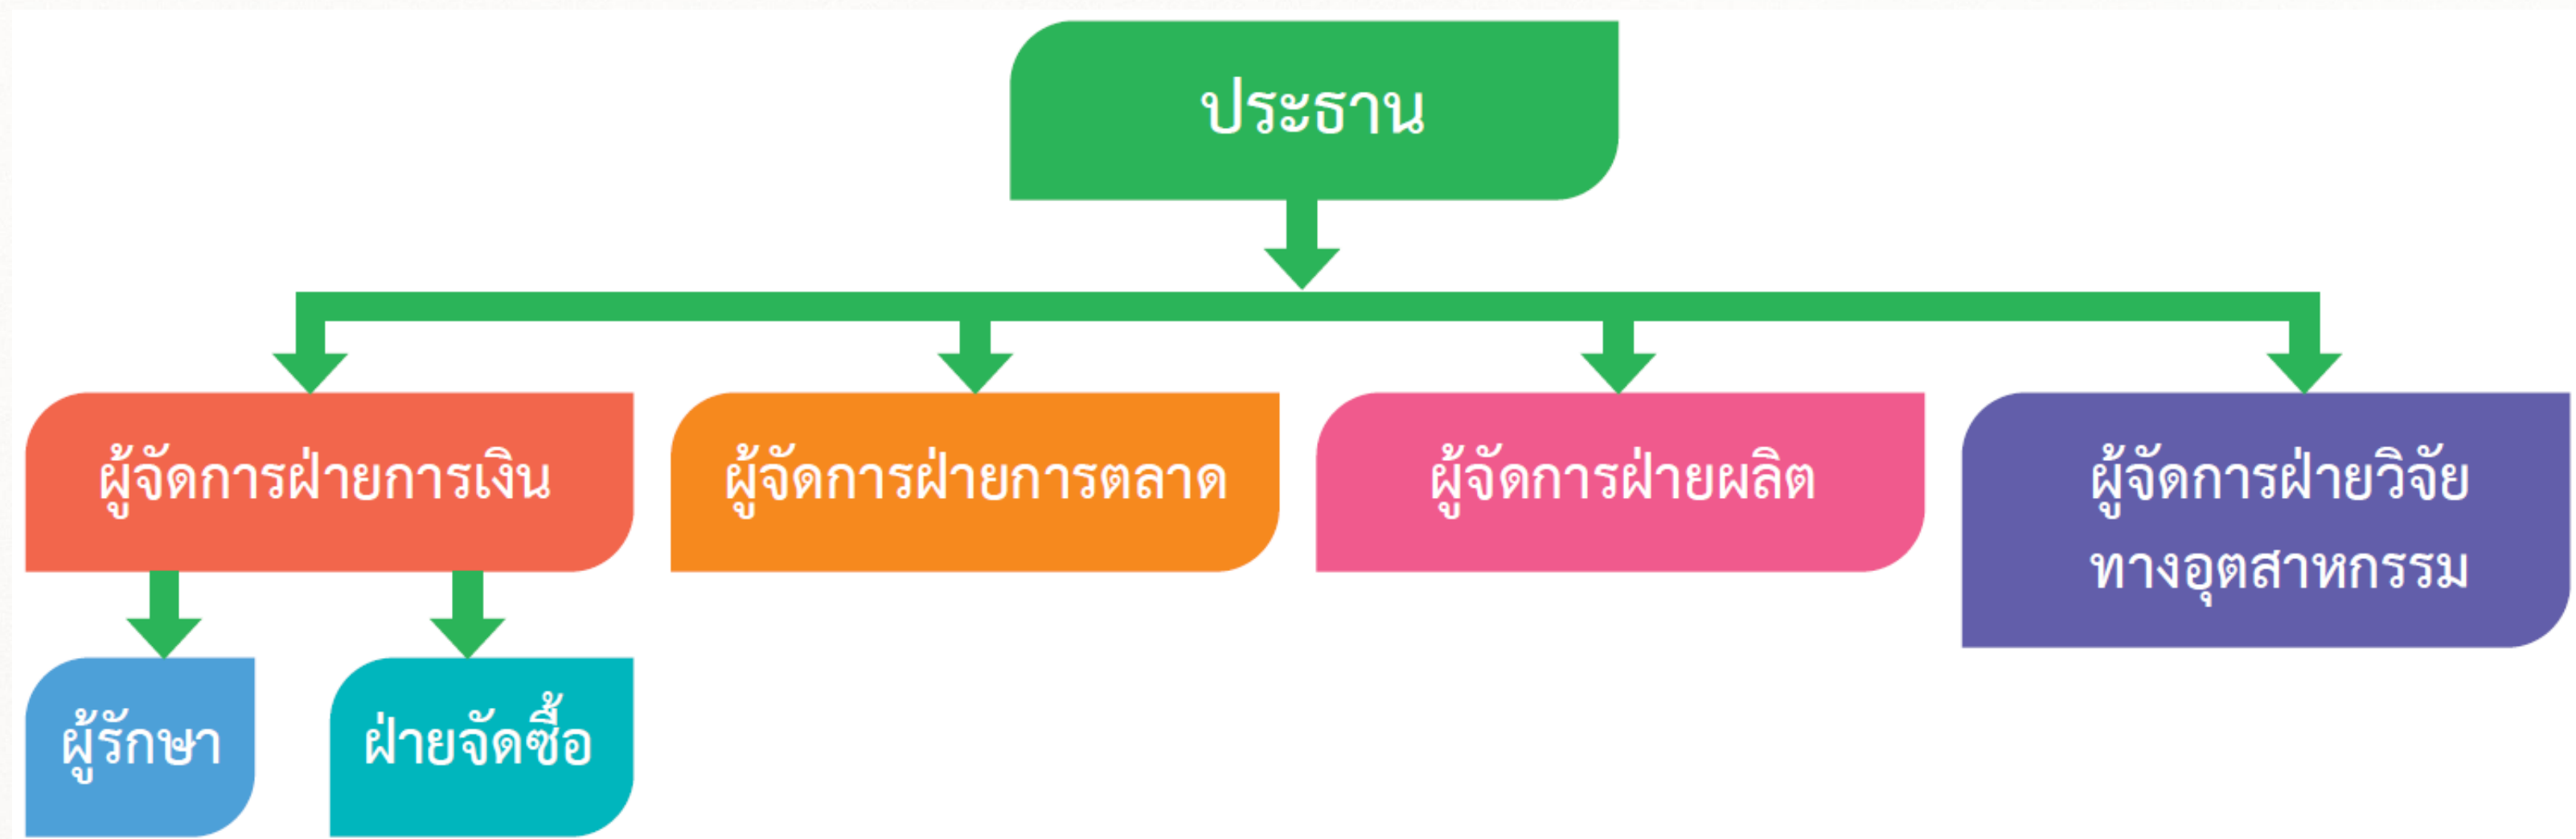 ประธาน
ผู้จัดการฝ่ายการเงิน
ผู้จัดการฝ่ายการตลาด
ผู้จัดการฝ่ายผลิต
ผู้จัดการฝ่ายวิจัย
ทางอุตสาหกรรม
ผู้รักษา
ฝ่ายจัดซื้อ